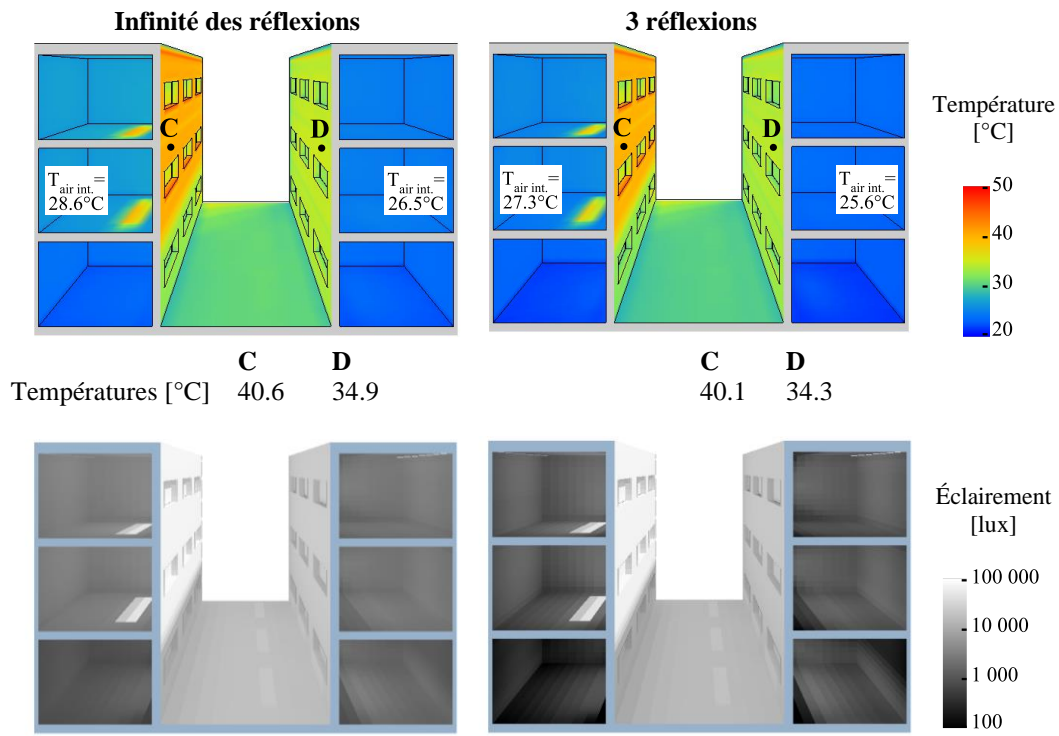 Infinité des réflexions
3 réflexions
C
D
T air int. =
28.6°C
T air int. =
26.5°C
C
D
T air int. =
27.3°C
T air int. =
25.6°C
Température
[°C]
50
40
30
20
C D
Températures [°C] 40.6 34.9
C D
40.1 34.3
Éclairement
[lux]
100 000
10 000
1 000
100